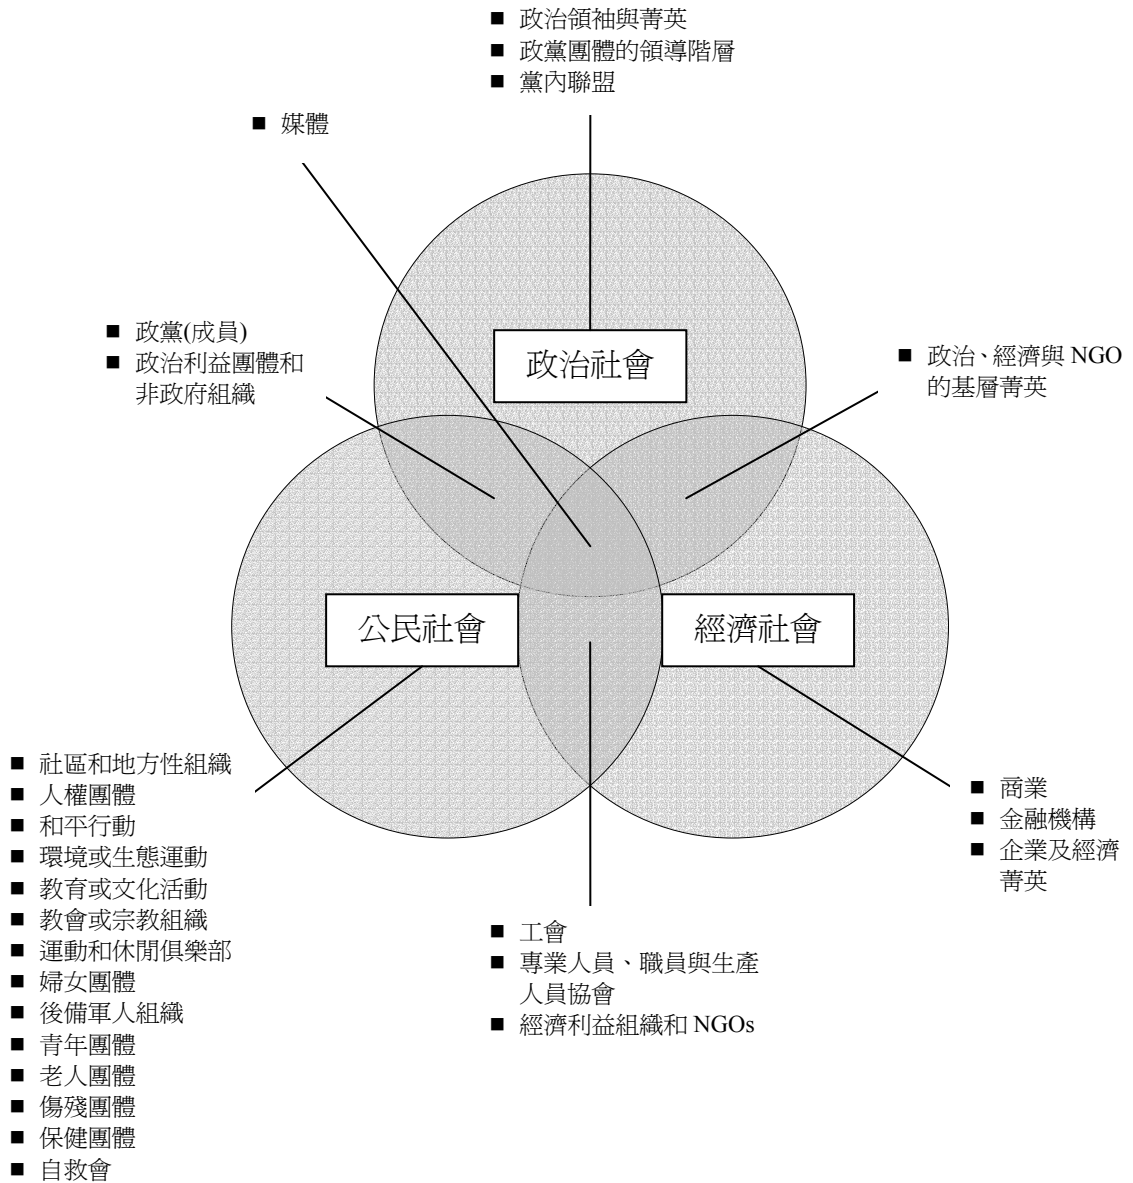 ■ 政治領袖與菁英
■ 政黨團體的領導階層
■ 黨內聯盟
■ 媒體
■ 政黨(成員)
■ 政治利益團體和
非政府組織
政治社會
■ 政治、經濟與 NGO
的基層菁英
公民社會
經濟社會
■ 社區和地方性組織
■ 人權團體
■ 和平行動
■ 環境或生態運動
■ 教育或文化活動
■ 教會或宗教組織
■ 運動和休閒俱樂部
■ 婦女團體
■ 後備軍人組織
■ 青年團體
■ 老人團體
■ 傷殘團體
■ 保健團體
■ 自救會
■ 工會
■ 專業人員、職員與生產
人員協會
■ 經濟利益組織和 NGOs
■ 商業
■ 金融機構
■ 企業及經濟
菁英